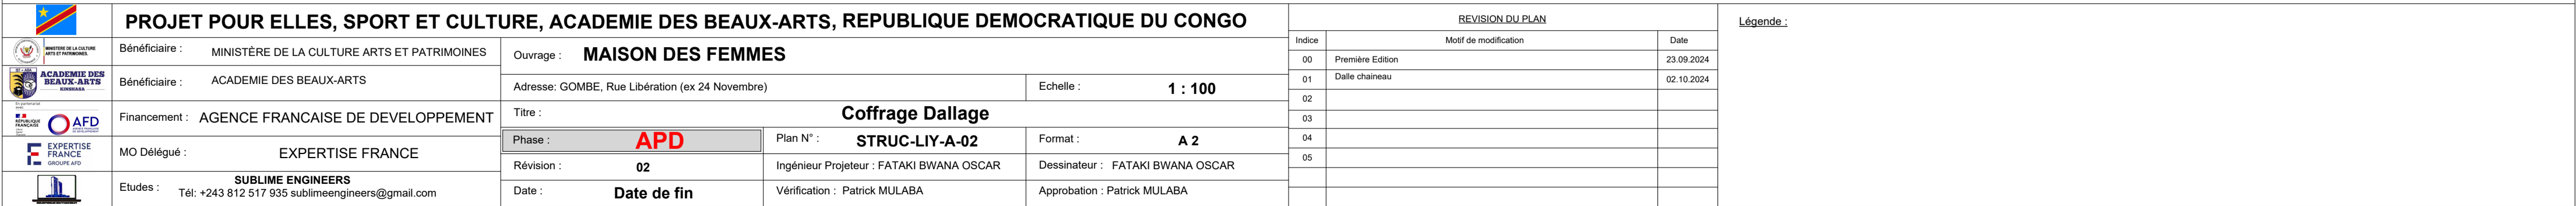 PROJET POUR ELLES, SPORT ET CULTURE, ACADEMIE DES BEAUX-ARTS, REPUBLIQUE DEMOCRATIQUE DU CONGO
MINISTERE DE LA CULTURE
ARTS ET PATRIMOINES.
Bénéficiaire : MINISTÈRE DE LA CULTURE ARTS ET PATRIMOINES
ACADEMIE DES
BEAUX-ARTS
KINSHASA
Bénéficiaire : ACADEMIE DES BEAUX-ARTS
En partenariat
avec
RÉPUBLIQUE
FRANÇAISE
AFD
Financement : AGENCE FRANCAISE DE DEVELOPPEMENT
EXPERTISE
FRANCE
GROUPE AFD
MO Délégué : EXPERTISE FRANCE
Etudes : SUBLIME ENGINEERS
Tél: +243 812 517 935 sublimeengineers@gmail.com
Ouvrage : MAISON DES FEMMES
Adresse: GOMBE, Rue Libération (ex 24 Novembre)
Echelle : 1 : 100
Titre : Coffrage Dallage
Phase : APD
Plan N° : STRUC-LIY-A-02
Format : A 2
Révision : 02
Ingénieur Projeteur : FATAKI BWANA OSCAR
Dessinateur : FATAKI BWANA OSCAR
Date : Date de fin
Vérification : Patrick MULABA
Approbation : Patrick MULABA
REVISION DU PLAN
Indice Motif de modification Date
00 Première Edition 23.09.2024
01 Dalle chaineau 02.10.2024
02
03
04
05
Légende :